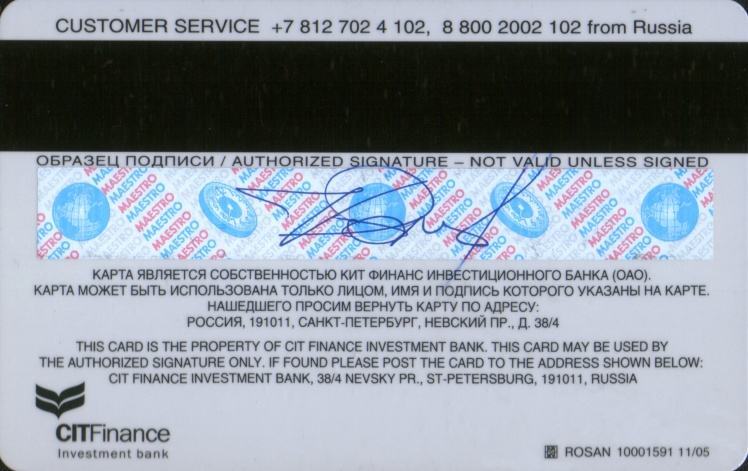 CUSTOMER SERVICE +7 812 702 4 102, 8 800 2002 102 from Russia
ОБРАЗЕЦ ПОДПИСИ / AUTHORIZED SIGNATURE – NOT VALID UNLESS SIGNED
MAESTRO MAESTRO MAESTRO MAESTRO MAESTRO
КАРТА ЯВЛЯЕТСЯ СОБСТВЕННОСТЬЮ КИТ ФИНАНС ИНВЕСТИЦИОННОГО БАНКА (ОАО).
КАРТА МОЖЕТ БЫТЬ ИСПОЛЬЗОВАНА ТОЛЬКО ЛИЦОМ, ИМЯ И ПОДПИСЬ КОТОРОГО УКАЗАНЫ НА КАРТЕ.
НАШЕДШЕГО ПРОСИМ ВЕРНУТЬ КАРТУ ПО АДРЕСУ:
РОССИЯ, 191011, САНКТ-ПЕТЕРБУРГ, НЕВСКИЙ ПР., Д. 38/4
THIS CARD IS THE PROPERTY OF CIT FINANCE INVESTMENT BANK. THIS CARD MAY BE USED BY
THE AUTHORIZED SIGNATURE ONLY. IF FOUND PLEASE POST THE CARD TO THE ADDRESS SHOWN BELOW:
CIT FINANCE INVESTMENT BANK, 38/4 NEVSKY PR., ST-PETERSBURG, 191011, RUSSIA
CITFinance
Investment bank
ROSAN 10001591 11/05